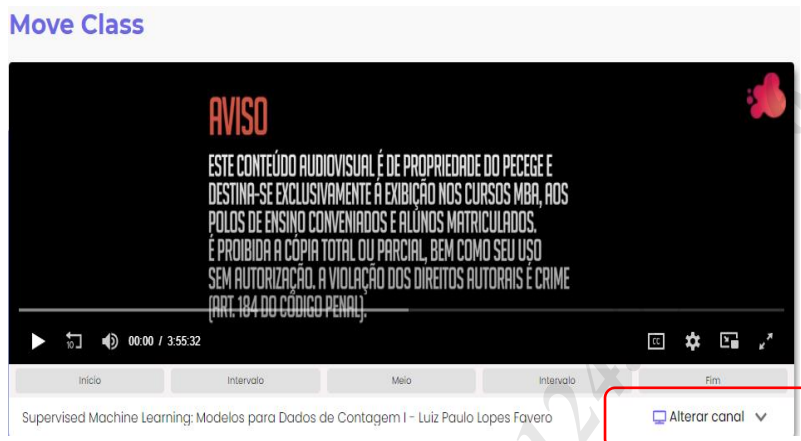 Move Class
AVISO
ESTE CONTEÚDO AUDIOVISUAL É DE PROPRIEDADE DO PECEGE E
DESTINA-SE EXCLUSIVAMENTE Á EXIBIÇÃO NOS CURSOS MBA, AOS
POLOS DE ENSINO CONVENIADOS E ALUNOS MATRICULADOS.
É PROIBIDA A CÓPIA TOTAL OU PARCIAL, BEM COMO SEU USO
SEM AUTORIZAÇÃO. A VIOLAÇÃO DOS DIREITOS AUTORAIS É CRIME
(ART. 184 DO CÓDIGO PENAL).
10 00:00 / 3:55:32 CC
Início Intervalo Meio Intervalo Fim
Supervised Machine Learning: Modelos para Dados de Contagem I - Luiz Paulo Lopes Favero Alterar canal